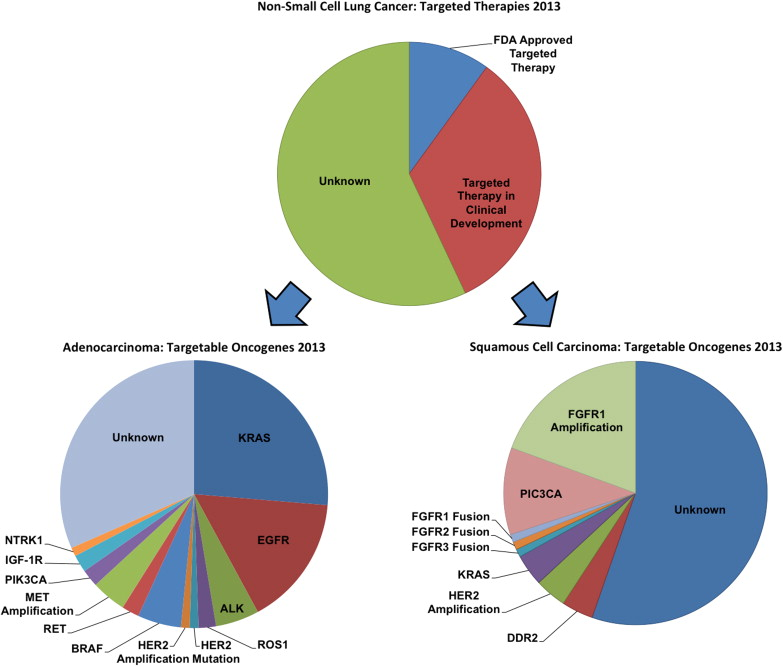 Non-Small Cell Lung Cancer: Targeted Therapies 2013
FDA Approved
Targeted
Therapy
Unknown
Targeted
Therapy in
Clinical
Development
Adenocarcinoma: Targetable Oncogenes 2013
Unknown
KRAS
EGFR
ALK
NTRK1
IGF-1R
PIK3CA
MET
Amplification
RET
BRAF
HER2
Amplification
HER2
Mutation
ROS1
Squamous Cell Carcinoma: Targetable Oncogenes 2013
FGFR1
Amplification
Unknown
PIC3CA
FGFR1 Fusion
FGFR2 Fusion
FGFR3 Fusion
KRAS
HER2
Amplification
DDR2